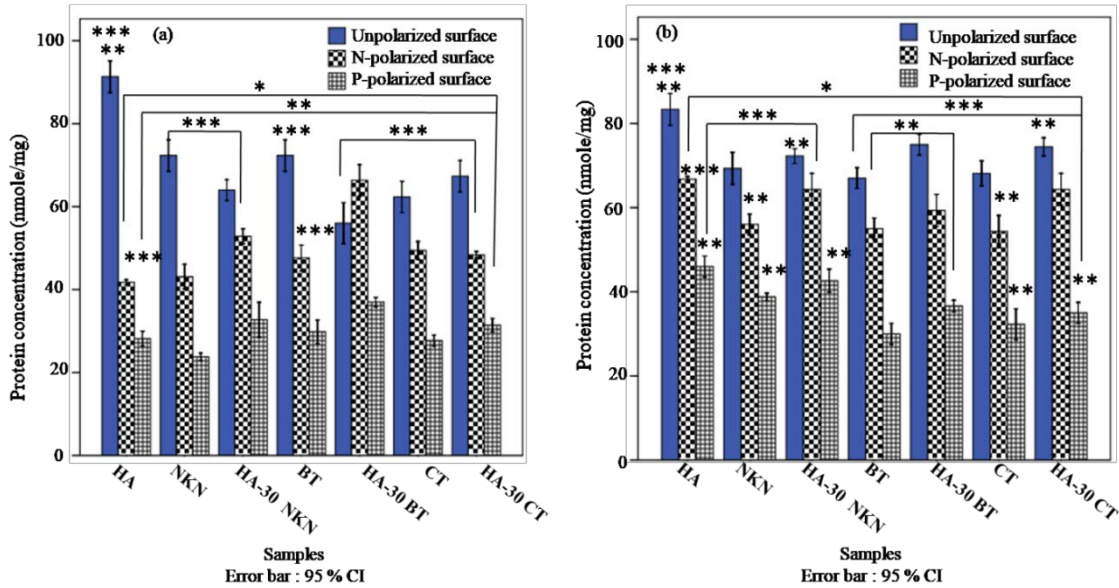 (a)
Unpolarized surface
N-polarized surface
P-polarized surface
Protein concentration (nmole/mg)
100
80
60
40
20
0
***
**
*
**
***
***
***
***
***
HA
NKN
HA-30 NKN
BT
HA-30 BT
CT
HA-30 CT
Samples
Error bar : 95 % CI
(b)
Unpolarized surface
N-polarized surface
P-polarized surface
Protein concentration (nmole/mg)
100
80
60
40
20
0
***
**
*
***
***
**
**
**
***
**
**
**
**
**
**
**
HA
NKN
HA-30 NKN
BT
HA-30 BT
CT
HA-30 CT
Samples
Error bar : 95 % CI